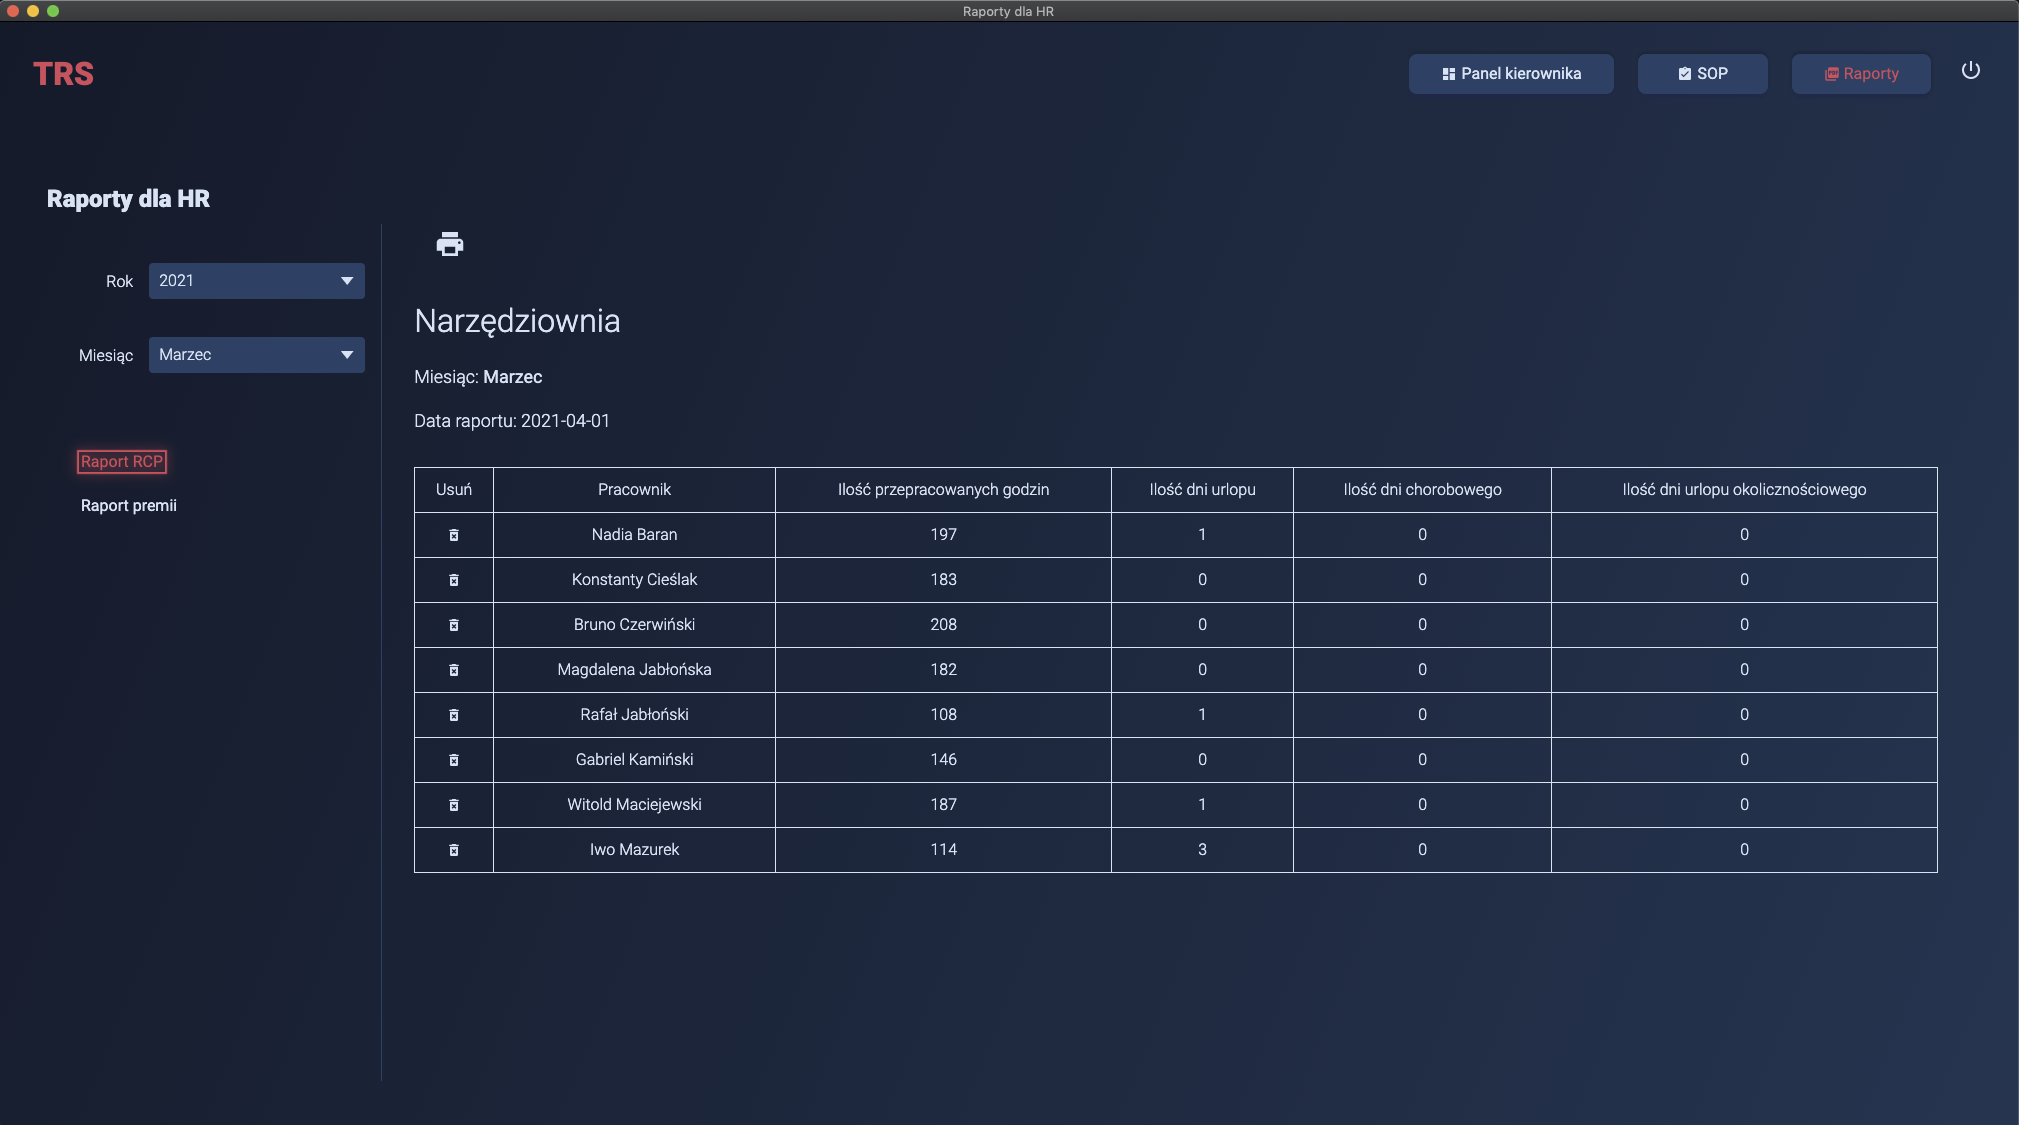 Raporty dla HR
TRS
Panel kierownika
SOP
Raporty
Raporty dla HR
Rok 2021
Miesiąc Marzec
Raport RCP
Raport premii
Narzędziownia
Miesiąc: Marzec
Data raportu: 2021-04-01
Usuń Pracownik Ilość przepracowanych godzin Ilość dni urlopu Ilość dni chorobowego Ilość dni urlopu okolicznościowego
Nadia Baran 197 1 0 0
Konstanty Cieślak 183 0 0 0
Bruno Czerwiński 208 0 0 0
Magdalena Jabłońska 182 0 0 0
Rafał Jabłoński 108 1 0 0
Gabriel Kamiński 146 0 0 0
Witold Maciejewski 187 1 0 0
Iwo Mazurek 114 3 0 0